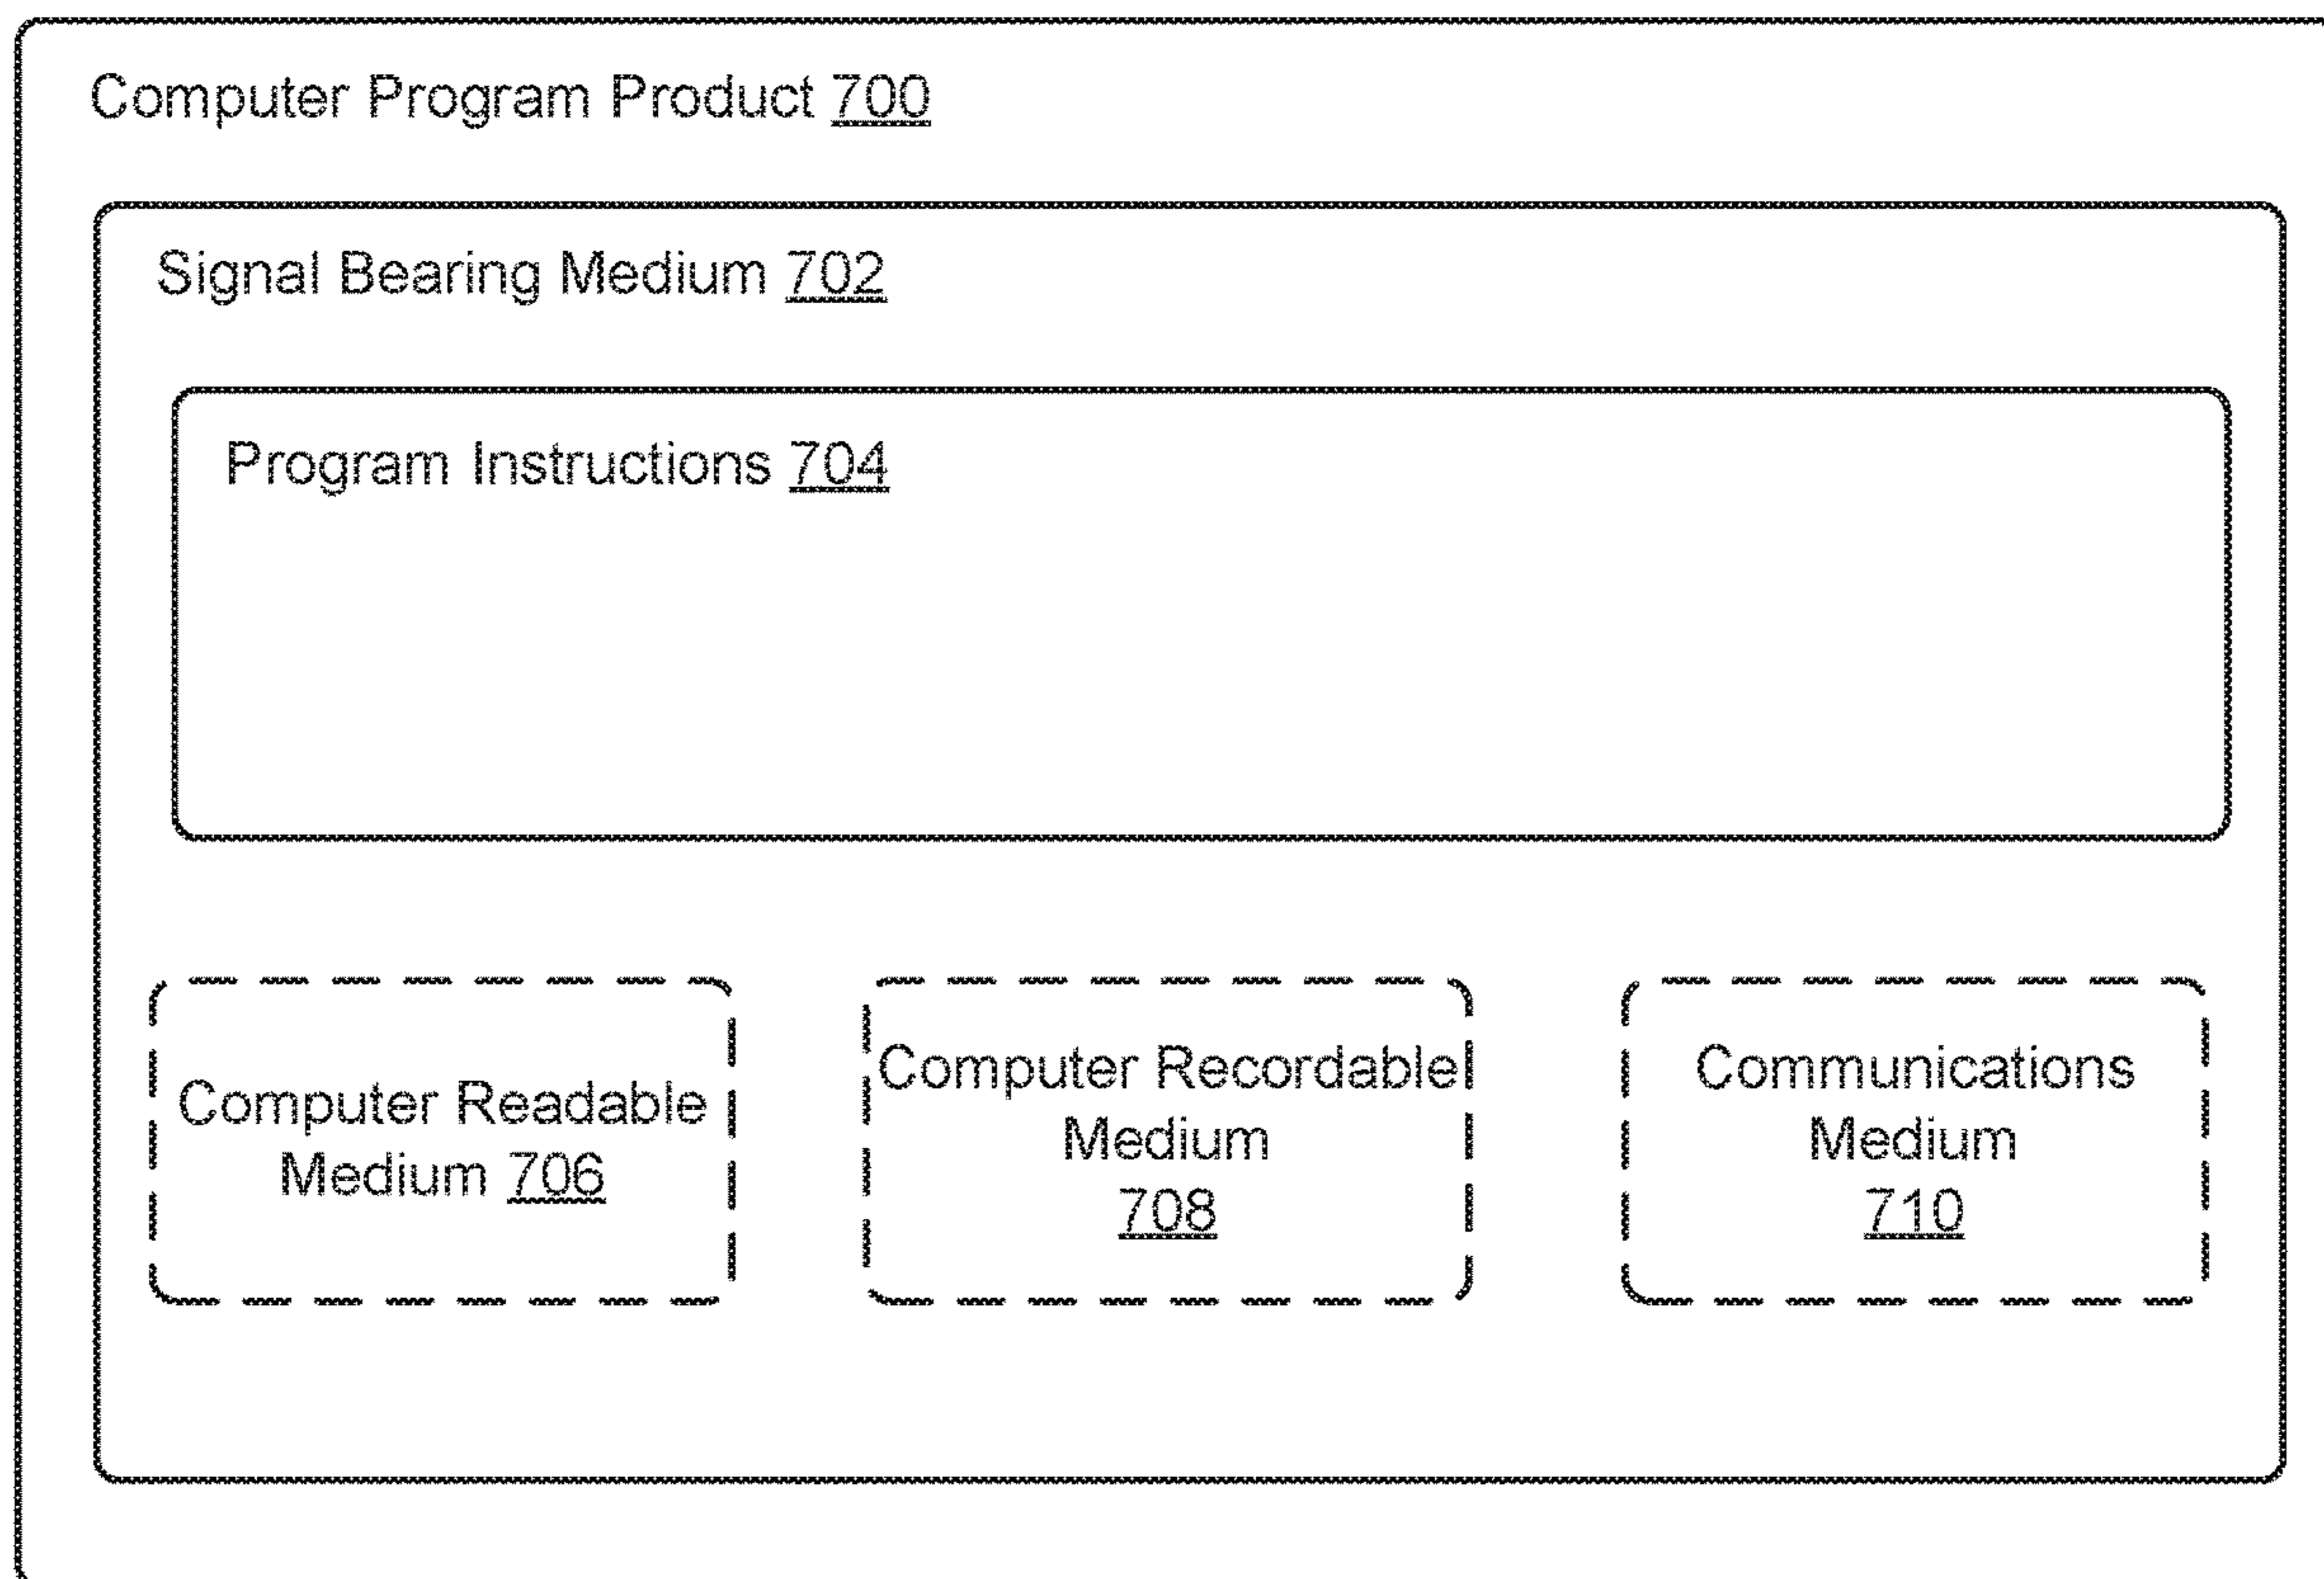 Computer Program Product 700
Signal Bearing Medium 702
Program Instructions 704
Computer Readable
Medium 706
Computer Recordable
Medium
708
Communications
Medium
710